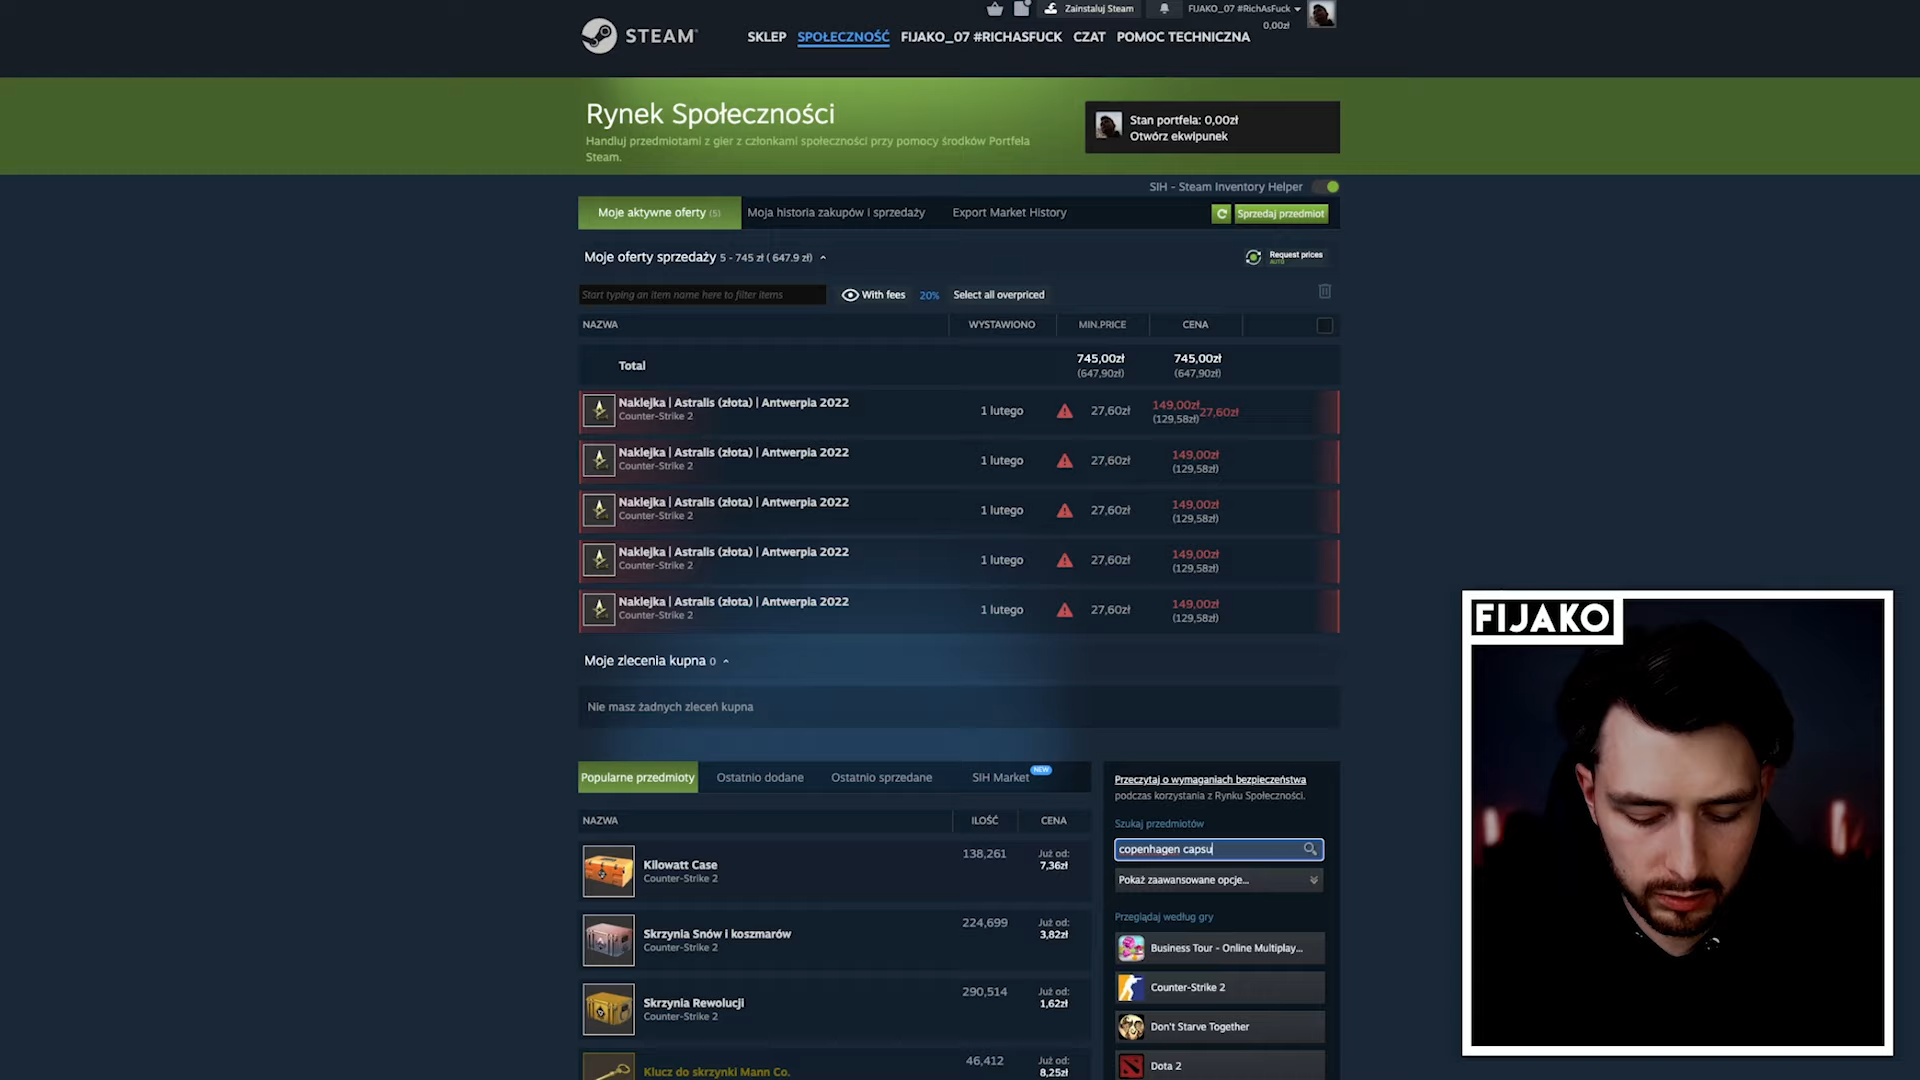 Zainstaluj Steam
FIJAKO_07 #RichAsFuck
0,00zł
STEAM
SKLEP SPOŁECZNOŚĆ FIJAKO_07 #RICHASFUCK CZAT POMOC TECHNICZNA
Rynek Społeczności
Handluj przedmiotami z gier z członkami społeczności przy pomocy środków Portfela
Steam.
Stan portfela: 0,00zł
Otwórz ekwipunek
SIH - Steam Inventory Helper
Moje aktywne oferty (5) Moja historia zakupów i sprzedaży Export Market History Sprzedaj przedmiot
Moje oferty sprzedaży 5 - 745 zł ( 647.9 zł)
Request prices
AUTO
Start typing an item name here to filter items With fees 20% Select all overpriced
NAZWA WYSTAWIONO MIN.PRICE CENA
Total 745,00zł 745,00zł
(647,90zł) (647,90zł)
Naklejka | Astralis (złota) | Antwerpia 2022
Counter-Strike 2
1 lutego 27,60zł 149,00zł 27,60zł
(129,58zł)
Naklejka | Astralis (złota) | Antwerpia 2022
Counter-Strike 2
1 lutego 27,60zł 149,00zł
(129,58zł)
Naklejka | Astralis (złota) | Antwerpia 2022
Counter-Strike 2
1 lutego 27,60zł 149,00zł
(129,58zł)
Naklejka | Astralis (złota) | Antwerpia 2022
Counter-Strike 2
1 lutego 27,60zł 149,00zł
(129,58zł)
Naklejka | Astralis (złota) | Antwerpia 2022
Counter-Strike 2
1 lutego 27,60zł 149,00zł
(129,58zł)
Moje zlecenia kupna 0
Nie masz żadnych zleceń kupna
Popularne przedmioty Ostatnio dodane Ostatnio sprzedane SIH Market NEW
NAZWA ILOŚĆ CENA
Kilowatt Case
Counter-Strike 2
138,261
Już od:
7,36zł
Skrzynia Snów i koszmarów
Counter-Strike 2
224,699
Już od:
3,82zł
Skrzynia Rewolucji
Counter-Strike 2
290,514
Już od:
1,62zł
Klucz do skrzynki Mann Co.
46,412
Już od:
8,25zł
Przeczytaj o wymaganiach bezpieczeństwa
podczas korzystania z Rynku Społeczności.
Szukaj przedmiotów
copenhagen capsu
Pokaż zaawansowane opcje...
Przeglądaj według gry
Business Tour - Online Multiplay...
Counter-Strike 2
Don't Starve Together
Dota 2
FIJAKO